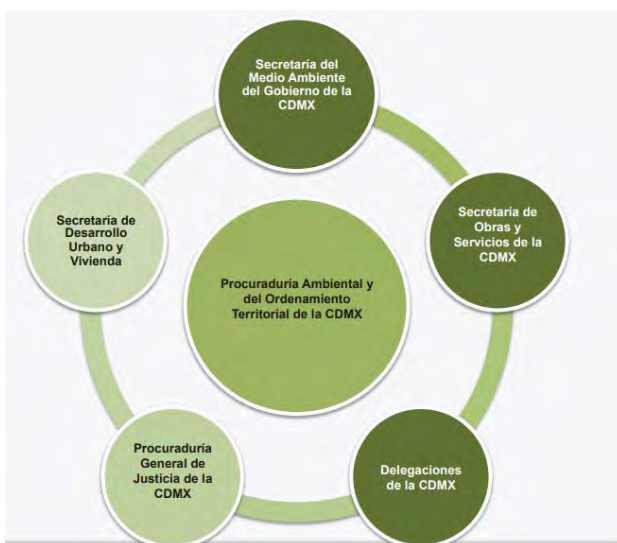 Secretaría del
Medio Ambiente
del Gobierno de la
CDMX
Secretaría de
Obras y
Servicios de la
CDMX
Delegaciones
de la CDMX
Procuraduría
General de
Justicia de la
CDMX
Secretaría de
Desarrollo
Urbano y
Vivienda
Procuraduría Ambiental y
del Ordenamiento
Territorial de la CDMX